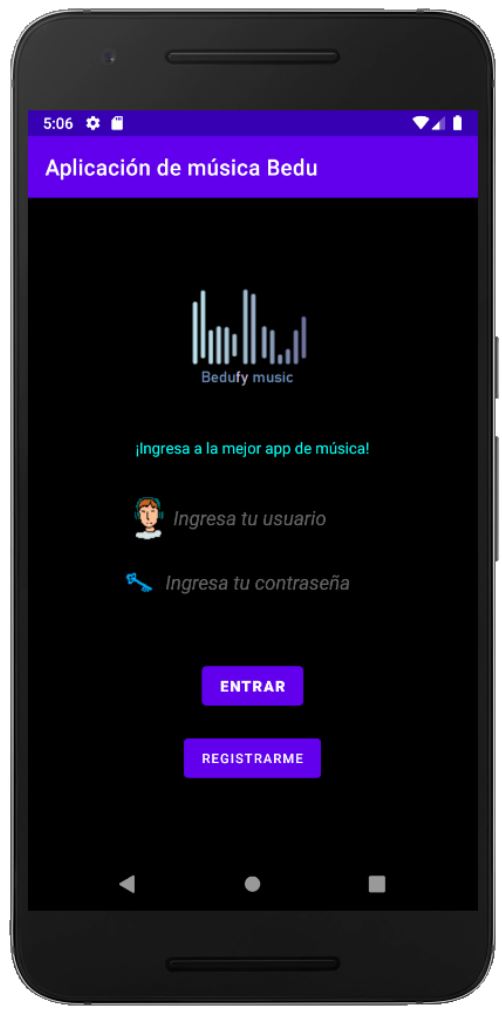 5:06
Aplicación de música Bedu
Bedufy music
¡Ingresa a la mejor app de música!
Ingresa tu usuario
Ingresa tu contraseña
ENTRAR
REGISTRARME